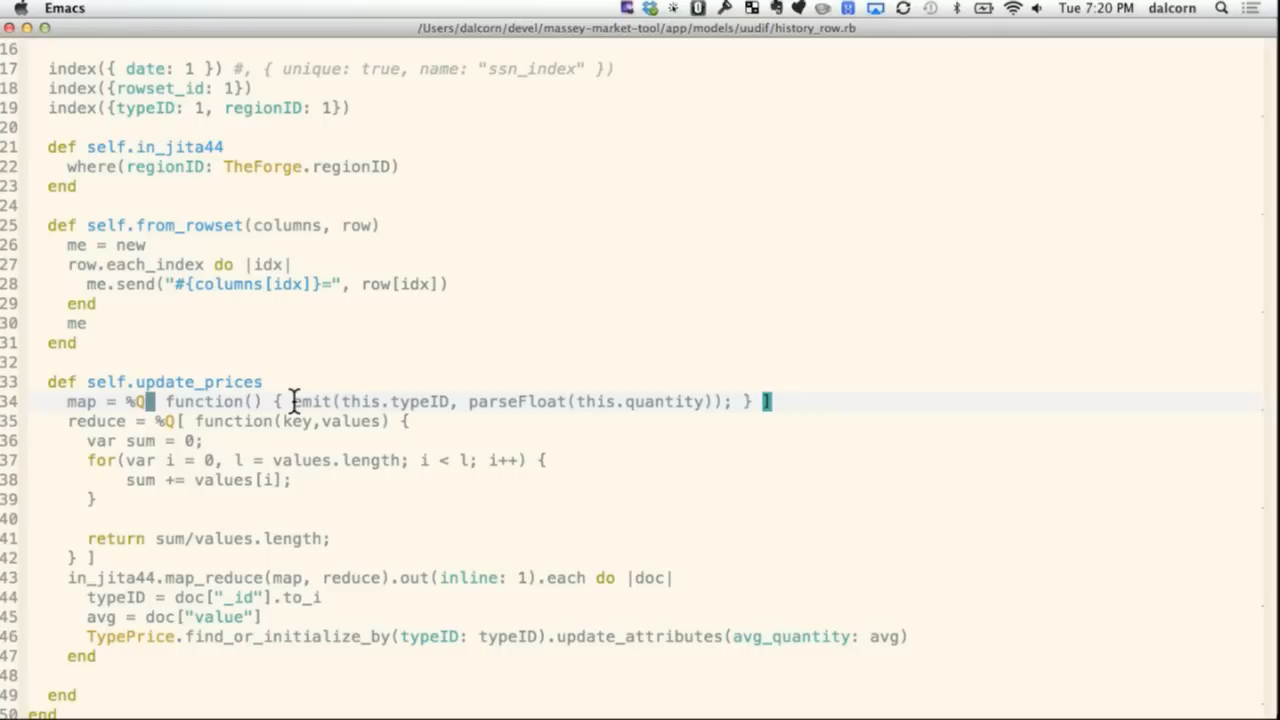 Emacs Tue 7:20 PM dalcorn
/Users/dalcorn/devel/massey-market-tool/app/models/uudif/history_row.rb
16
17 index({ date: 1 }) #, { unique: true, name: "ssn_index" })
18 index({rowset_id: 1})
19 index({typeID: 1, regionID: 1})
20
21 def self.in_jita44
22 where(regionID: TheForge.regionID)
23 end
24
25 def self.from_rowset(columns, row)
26 me = new
27 row.each_index do |idx|
28 me.send("#{columns[idx]}=", row[idx])
29 end
30 me
31 end
32
33 def self.update_prices
34 map = %Q[ function() { emit(this.typeID, parseFloat(this.quantity)); } ]
35 reduce = %Q[ function(key,values) {
36 var sum = 0;
37 for(var i = 0, l = values.length; i < l; i++) {
38 sum += values[i];
39 }
40
41 return sum/values.length;
42 } ]
43 in_jita44.map_reduce(map, reduce).out(inline: 1).each do |doc|
44 typeID = doc["_id"].to_i
45 avg = doc["value"]
46 TypePrice.find_or_initialize_by(typeID: typeID).update_attributes(avg_quantity: avg)
47 end
48
49 end
50 end